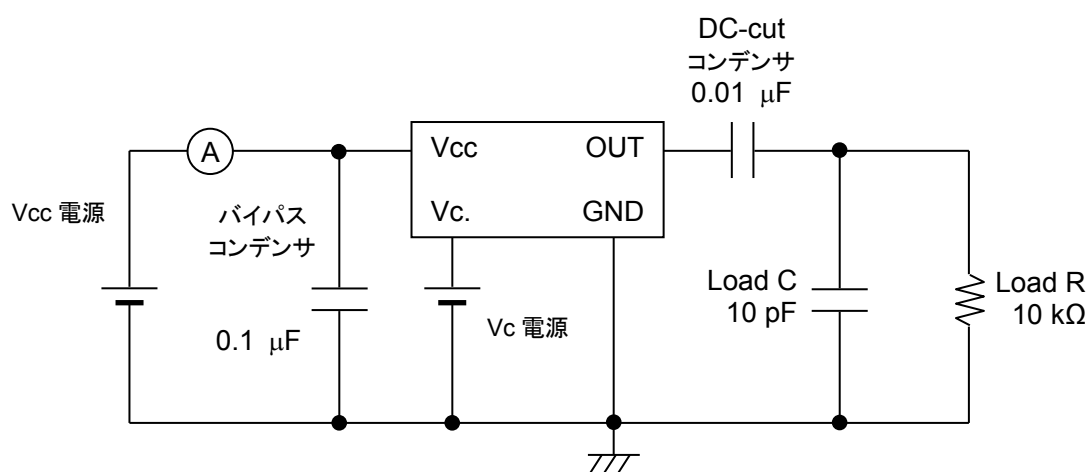 DC-cut
コンデンサ
0.01 μF
A
Vcc OUT
Vcc 電源
Vc. GND
バイパス
コンデンサ
0.1 μF
Vc 電源
Load C
10 pF
Load R
10 kΩ